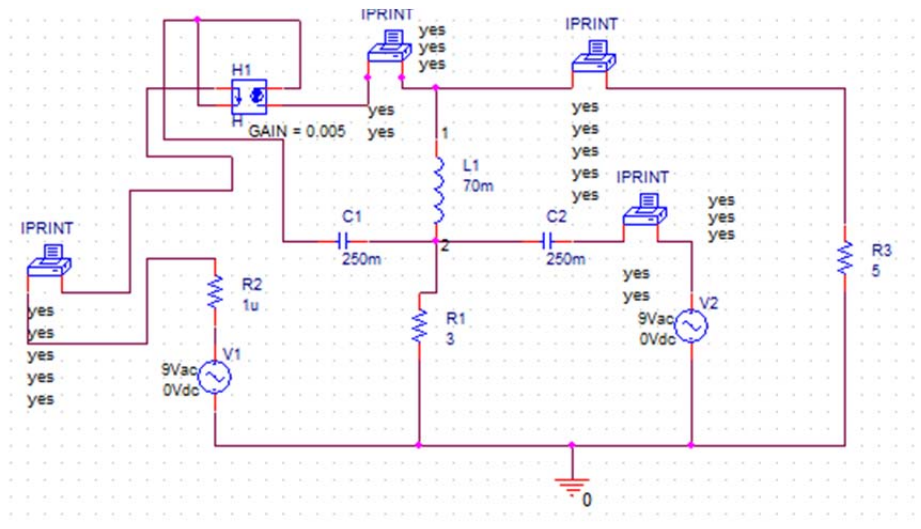 IPRINT
yes
yes
yes
IPRINT
H1
H
GAIN = 0.005
yes
yes
yes
yes
yes
yes
yes
1
L1
70m
IPRINT
yes
yes
yes
IPRINT
C1
250m
2
C2
250m
R3
5
yes
yes
R2
1u
yes
yes
yes
yes
yes
R1
3
V2
9Vac
0Vdc
V1
9Vac
0Vdc
0